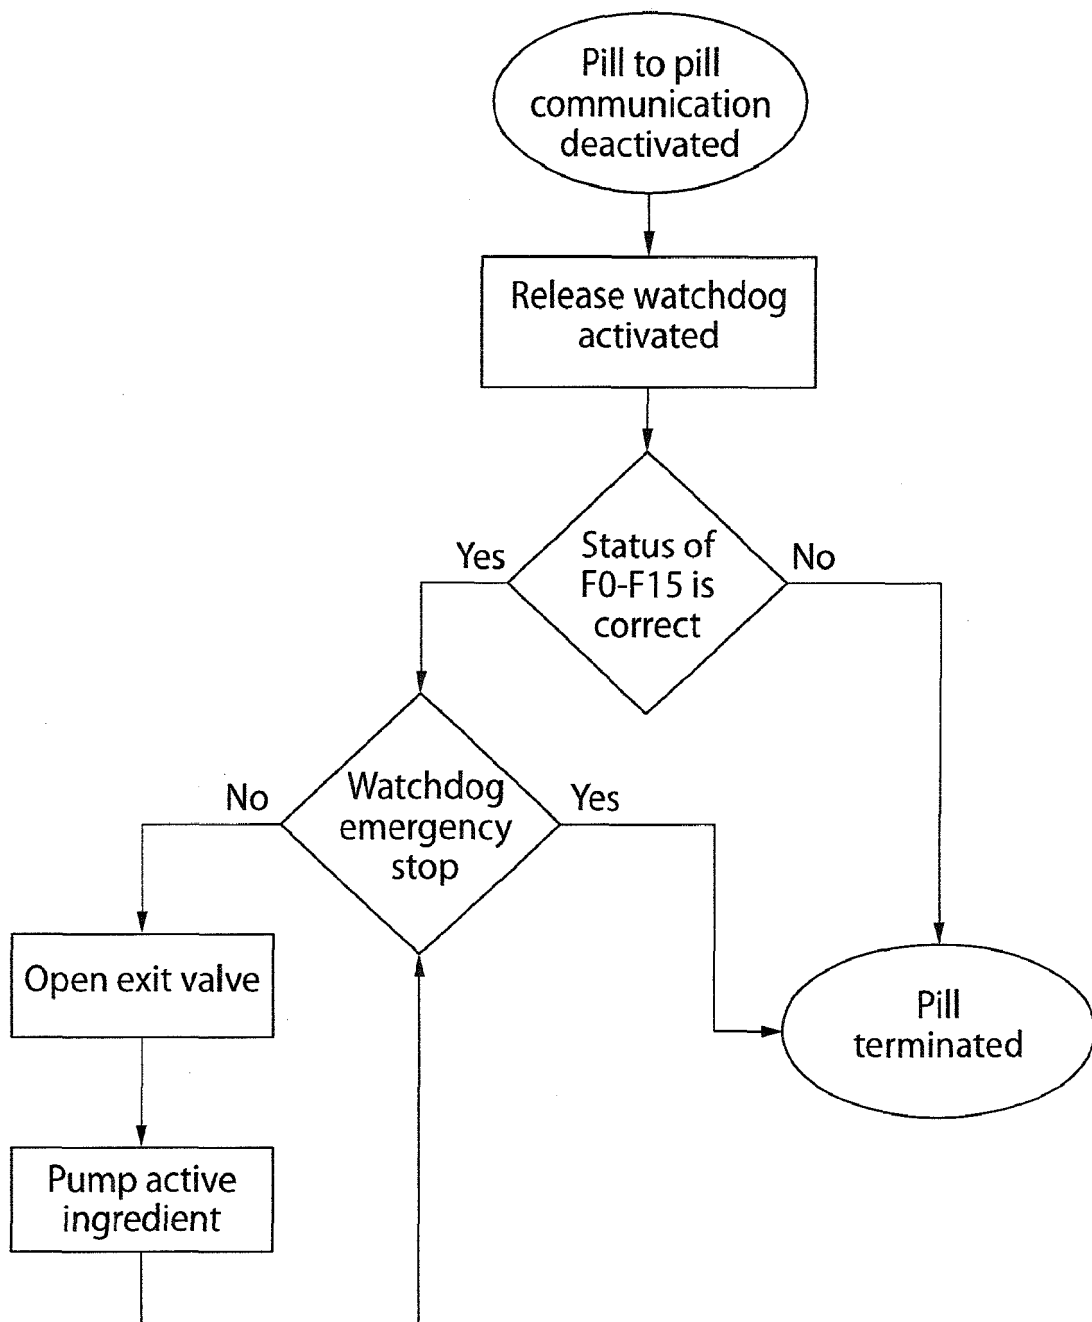 Pill to pill
communication
deactivated
Release watchdog
activated
Yes
Status of
F0-F15 is
correct
No
No
Watchdog
emergency
stop
Yes
Open exit valve
Pill
terminated
Pump active
ingredient